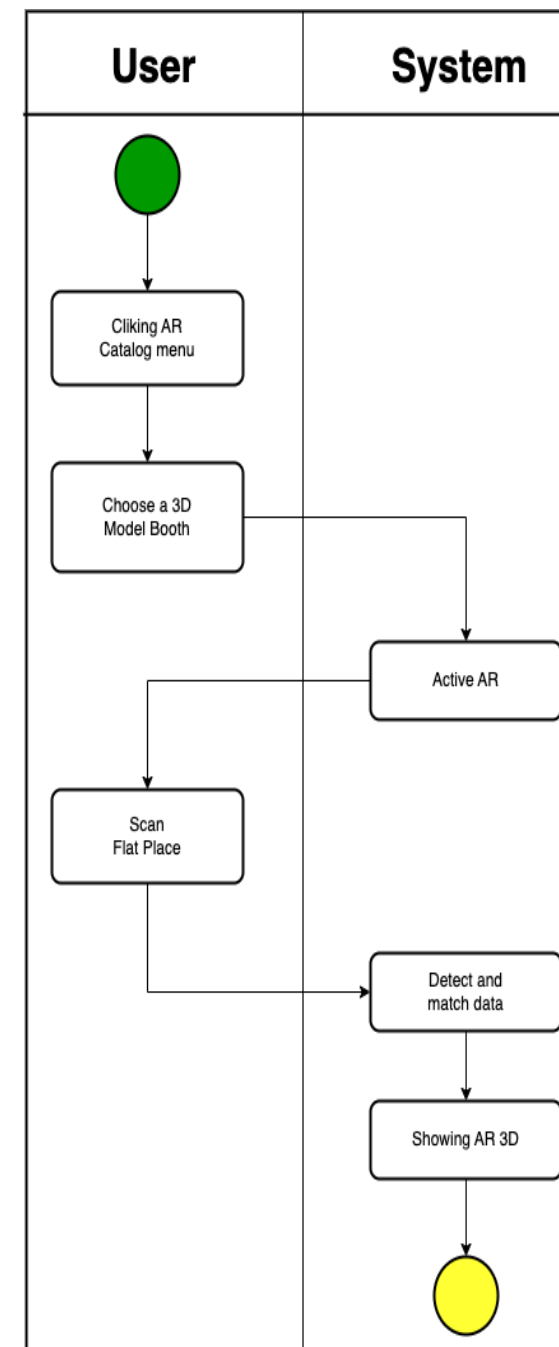 User
System
Cliking AR
Catalog menu
Choose a 3D
Model Booth
Active AR
Scan
Flat Place
Detect and
match data
Showing AR 3D